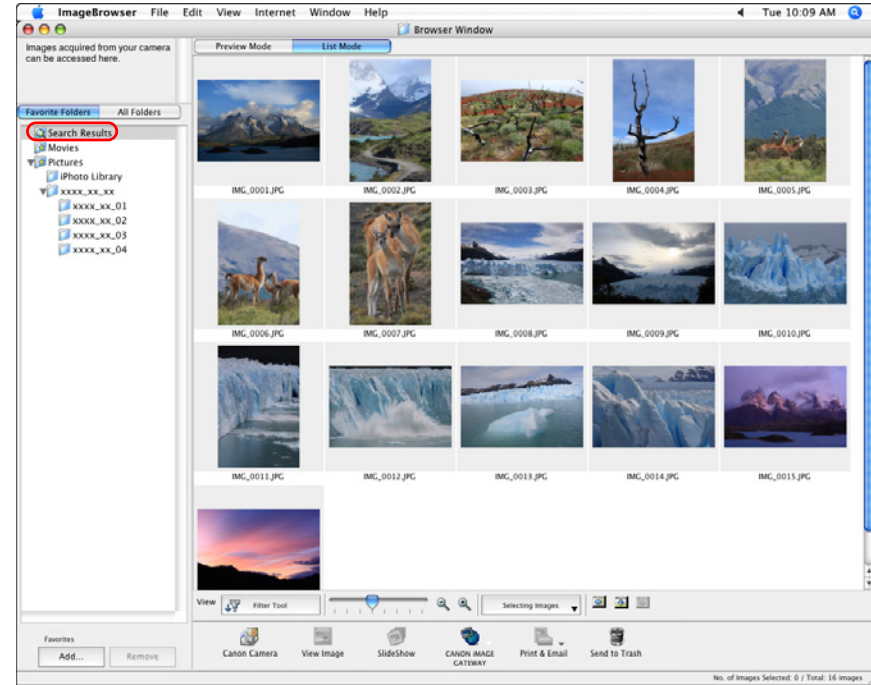 ImageBrowser File Edit View Internet Window Help Tue 10:09 AM
Browser Window
Images acquired from your camera
can be accessed here.
Preview Mode List Mode
Favorite Folders All Folders
Search Results
Movies
Pictures
iPhoto Library
xxxx_xx_xx
xxxx_xx_01
xxxx_xx_02
xxxx_xx_03
xxxx_xx_04
IMG_0001.JPG IMG_0002.JPG IMG_0003.JPG IMG_0004.JPG IMG_0005.JPG
IMG_0006.JPG IMG_0007.JPG IMG_0008.JPG IMG_0009.JPG IMG_0010.JPG
IMG_0011.JPG IMG_0012.JPG IMG_0013.JPG IMG_0014.JPG IMG_0015.JPG
View Filter Tool Selecting Images
Favorites
Add... Remove
Canon Camera View Image SlideShow CANON iMAGE GATEWAY Print & Email Send to Trash
No. of Images Selected: 0 / Total: 16 images